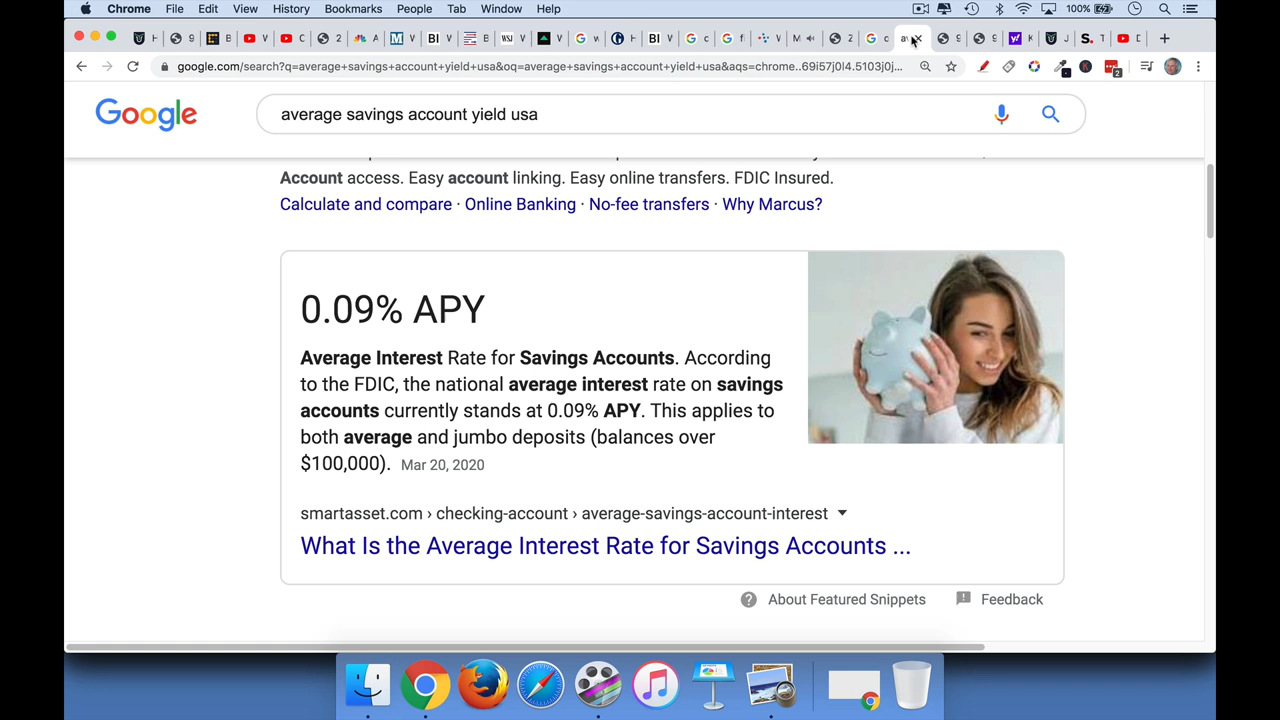 Chrome File Edit View History Bookmarks People Tab Window Help 100%
google.com/search?q=average+savings+account+yield+usa&oq=average+savings+account+yield+usa&aqs=chrome..69i57j0l4.5103j0j...
Google
average savings account yield usa
Account access. Easy account linking. Easy online transfers. FDIC Insured.
Calculate and compare · Online Banking · No-fee transfers · Why Marcus?
0.09% APY
Average Interest Rate for Savings Accounts. According
to the FDIC, the national average interest rate on savings
accounts currently stands at 0.09% APY. This applies to
both average and jumbo deposits (balances over
$100,000). Mar 20, 2020
smartasset.com › checking-account › average-savings-account-interest
What Is the Average Interest Rate for Savings Accounts ...
About Featured Snippets Feedback